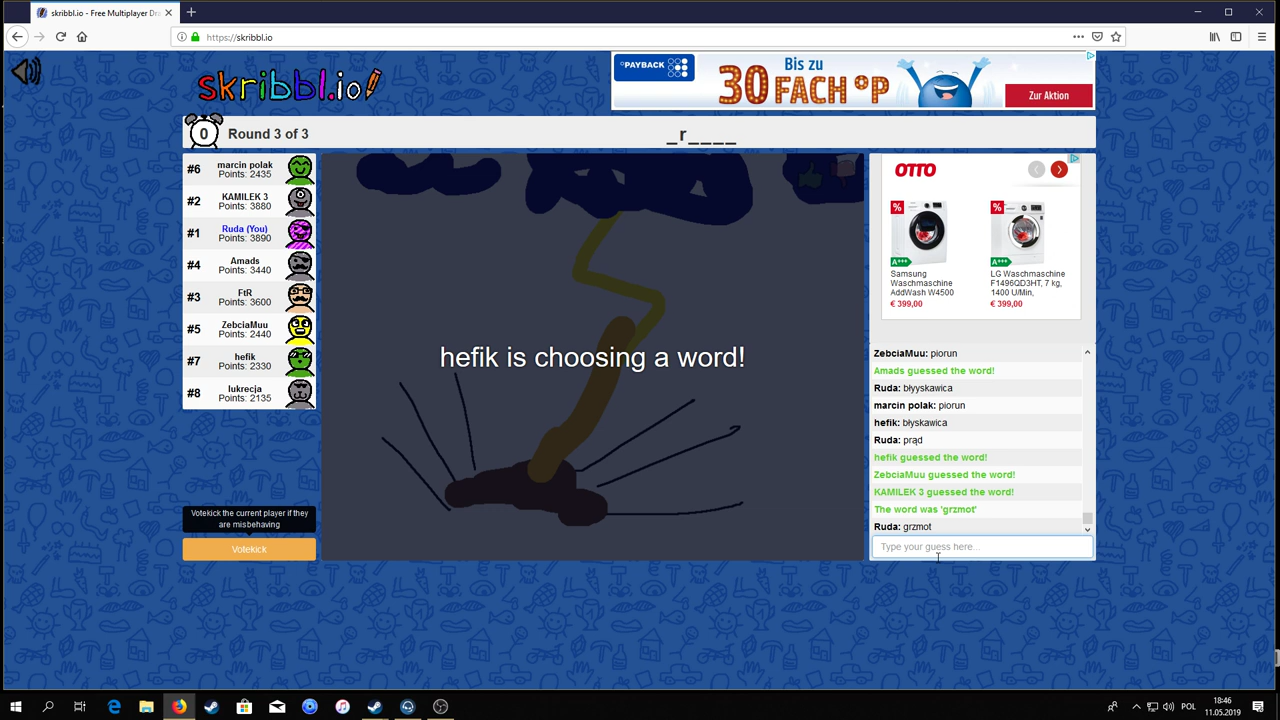 skribbl.io - Free Multiplayer Dr
https://skribbl.io
skribbl.io!
°PAYBACK
Bis zu
30 FACH °P
Zur Aktion
0
Round 3 of 3
_r____
#6
marcin polak
Points: 2435
#2
KAMILEK 3
Points: 3880
#1
Ruda (You)
Points: 3890
#4
Amads
Points: 3440
#3
FtR
Points: 3600
#5
ZebciaMuu
Points: 2440
#7
hefik
Points: 2330
#8
lukrecja
Points: 2135
Votekick the current player if they
are misbehaving
Votekick
hefik is choosing a word!
OTTO
%
A+++
Samsung
Waschmaschine
AddWash W4500
€ 399,00
%
A+++
LG Waschmaschine
F1496QD3HT, 7 kg,
1400 U/Min,
€ 399,00
ZebciaMuu: piorun
Amads guessed the word!
Ruda: błyyskawica
marcin polak: piorun
hefik: błyskawica
Ruda: prąd
hefik guessed the word!
ZebciaMuu guessed the word!
KAMILEK 3 guessed the word!
The word was 'grzmot'
Ruda: grzmot
Type your guess here...
POL
18:46
11.05.2019